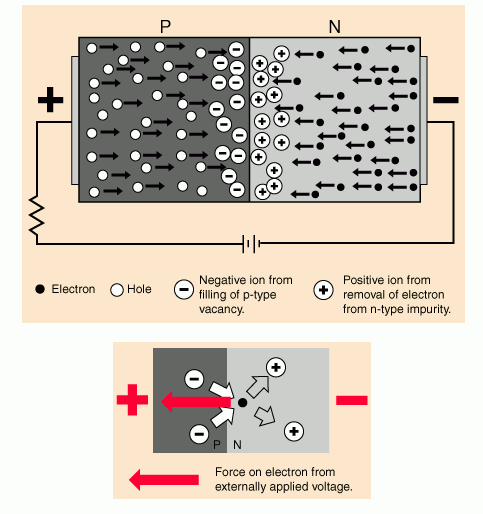 P N
+ −
Electron Hole
Negative ion from
filling of p-type
vacancy.
Positive ion from
removal of electron
from n-type impurity.
+ −
P N
Force on electron from
externally applied voltage.